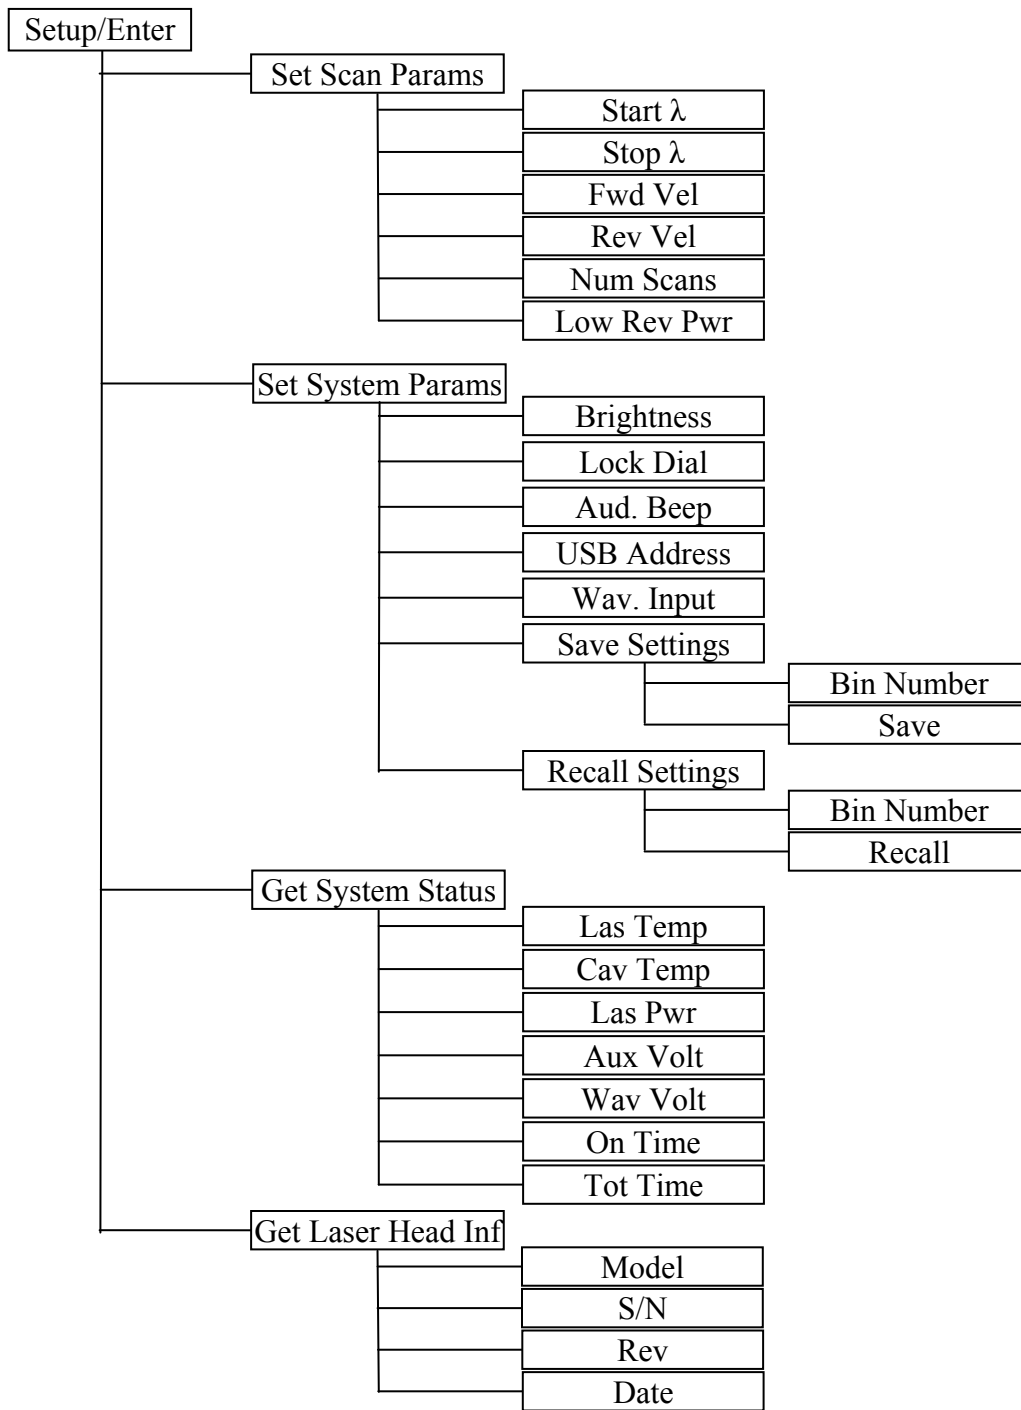 Setup/Enter
Set Scan Params
Start λ
Stop λ
Fwd Vel
Rev Vel
Num Scans
Low Rev Pwr
Set System Params
Brightness
Lock Dial
Aud. Beep
USB Address
Wav. Input
Save Settings
Bin Number
Save
Recall Settings
Bin Number
Recall
Get System Status
Las Temp
Cav Temp
Las Pwr
Aux Volt
Wav Volt
On Time
Tot Time
Get Laser Head Inf
Model
S/N
Rev
Date